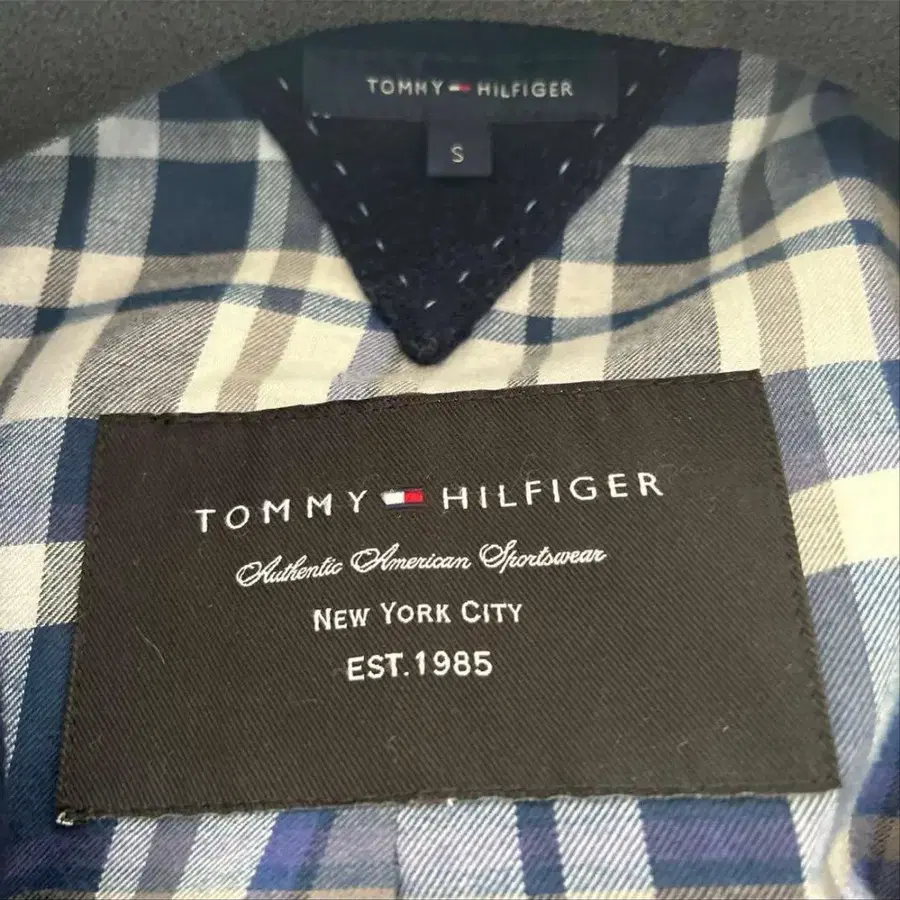 TOMMY HILFIGER
S
TOMMY HILFIGER
Authentic American Sportswear
NEW YORK CITY
EST.1985